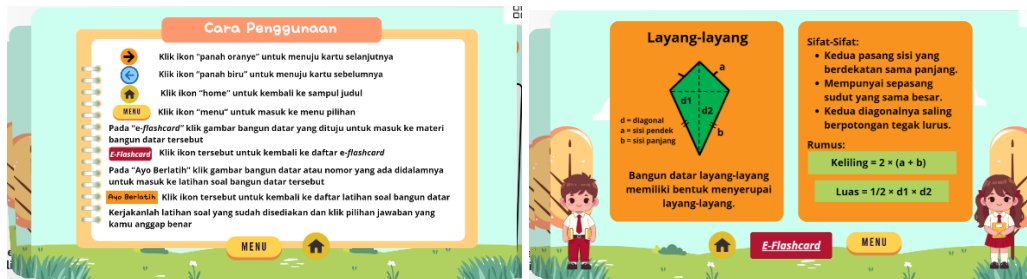 Cara Penggunaan
Klik ikon "panah oranye" untuk menuju kartu selanjutnya
Klik ikon "panah biru" untuk menuju kartu sebelumnya
Klik ikon "home" untuk kembali ke sampul judul
MENU
Klik ikon "menu" untuk masuk ke menu pilihan
Pada "e-flashcard" klik gambar bangun datar yang dituju untuk masuk ke materi
bangun datar tersebut
E-Flashcard
Klik ikon tersebut untuk kembali ke daftar e-flashcard
Pada "Ayo Berlatih" klik gambar bangun datar atau nomor yang ada didalamnya
untuk masuk ke latihan soal bangun datar tersebut
Ayo Berlatih
Klik ikon tersebut untuk kembali ke daftar latihan soal bangun datar
Kerjakanlah latihan soal yang sudah disediakan dan klik pilihan jawaban yang
kamu anggap benar
MENU
Layang-layang
a
d1
d2
b
d = diagonal
a = sisi pendek
b = sisi panjang
Bangun datar layang-layang
memiliki bentuk menyerupai
layang-layang.
Sifat-Sifat:
• Kedua pasang sisi yang
berdekatan sama panjang.
• Mempunyai sepasang
sudut yang sama besar.
• Kedua diagonalnya saling
berpotongan tegak lurus.
Rumus:
Keliling = 2 × (a + b)
Luas = 1/2 × d1 × d2
E-Flashcard
MENU